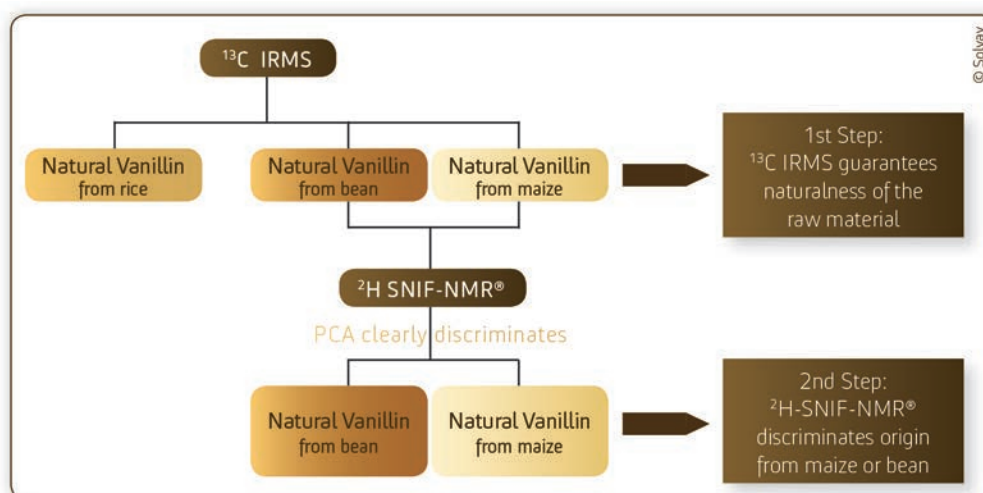 © Solvay
¹³C IRMS
Natural Vanillin
from rice
Natural Vanillin
from bean
Natural Vanillin
from maize
1st Step:
¹³C IRMS guarantees
naturalness of the
raw material
²H SNIF-NMR®
PCA clearly discriminates
Natural Vanillin
from bean
Natural Vanillin
from maize
2nd Step:
²H-SNIF-NMR®
discriminates origin
from maize or bean